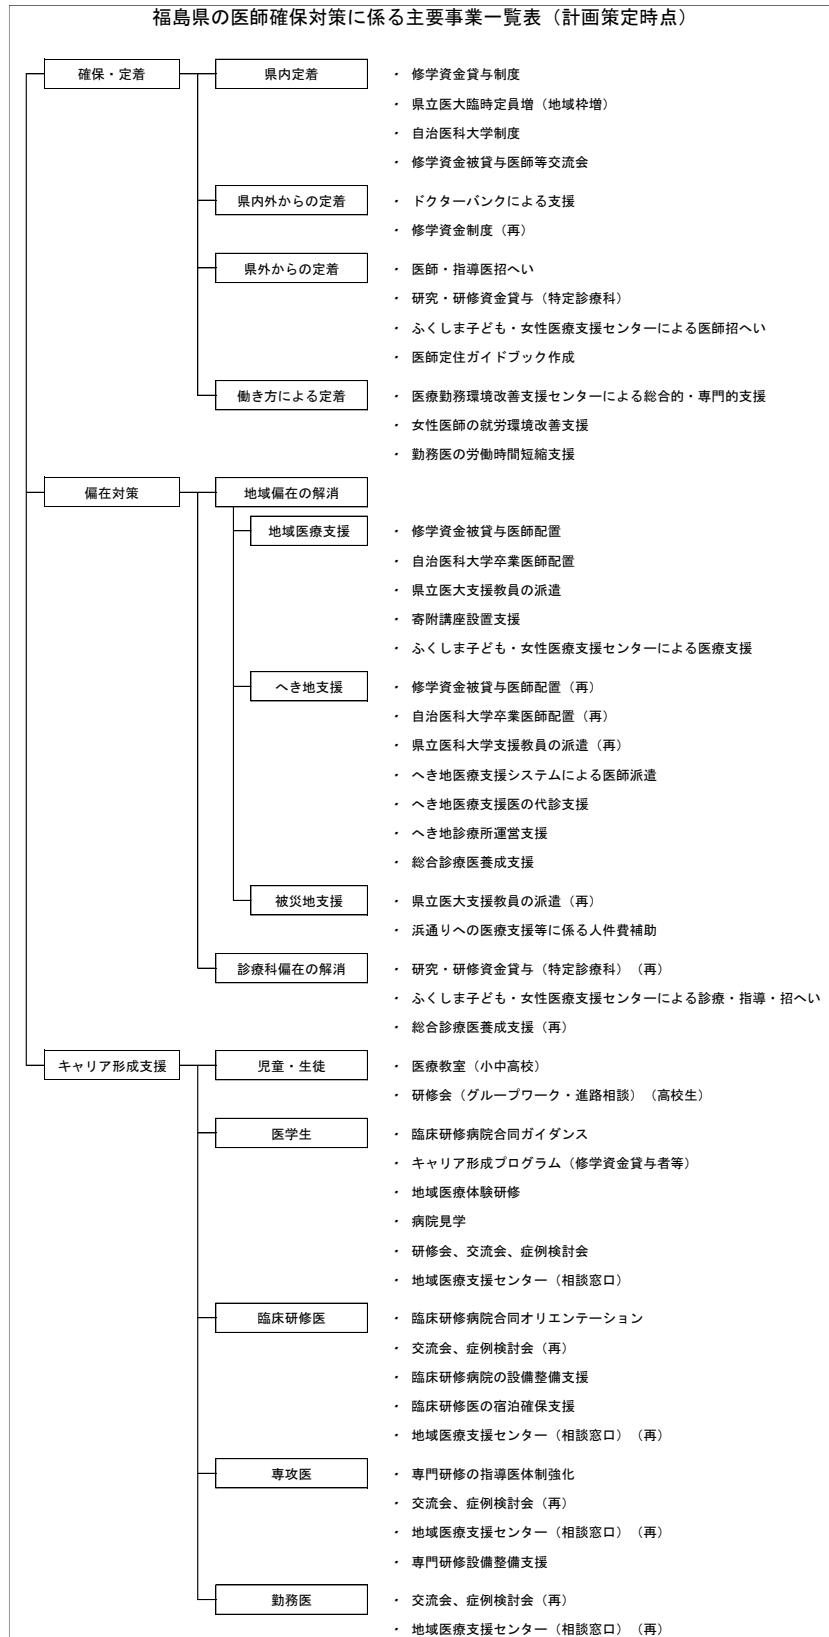 福島県の医師確保対策に係る主要事業一覧表（計画策定時点）
確保・定着
県内定着
・ 修学資金貸与制度
・ 県立医大臨時定員増（地域枠増）
・ 自治医科大学制度
・ 修学資金被貸与医師等交流会
県内外からの定着
・ ドクターバンクによる支援
・ 修学資金制度（再）
県外からの定着
・ 医師・指導医招へい
・ 研究・研修資金貸与（特定診療科）
・ ふくしま子ども・女性医療支援センターによる医師招へい
・ 医師定住ガイドブック作成
働き方による定着
・ 医療勤務環境改善支援センターによる総合的・専門的支援
・ 女性医師の就労環境改善支援
・ 勤務医の労働時間短縮支援
偏在対策
地域偏在の解消
地域医療支援
・ 修学資金被貸与医師配置
・ 自治医科大学卒業医師配置
・ 県立医大支援教員の派遣
・ 寄附講座設置支援
・ ふくしま子ども・女性医療支援センターによる医療支援
へき地支援
・ 修学資金被貸与医師配置（再）
・ 自治医科大学卒業医師配置（再）
・ 県立医科大学支援教員の派遣（再）
・ へき地医療支援システムによる医師派遣
・ へき地医療支援医の代診支援
・ へき地診療所運営支援
・ 総合診療医養成支援
被災地支援
・ 県立医大支援教員の派遣（再）
・ 浜通りへの医療支援等に係る人件費補助
診療科偏在の解消
・ 研究・研修資金貸与（特定診療科）（再）
・ ふくしま子ども・女性医療支援センターによる診療・指導・招へい
・ 総合診療医養成支援（再）
キャリア形成支援
児童・生徒
・ 医療教室（小中高校）
・ 研修会（グループワーク・進路相談）（高校生）
医学生
・ 臨床研修病院合同ガイダンス
・ キャリア形成プログラム（修学資金貸与者等）
・ 地域医療体験研修
・ 病院見学
・ 研修会、交流会、症例検討会
・ 地域医療支援センター（相談窓口）
臨床研修医
・ 臨床研修病院合同オリエンテーション
・ 交流会、症例検討会（再）
・ 臨床研修病院の設備整備支援
・ 臨床研修医の宿泊確保支援
・ 地域医療支援センター（相談窓口）（再）
専攻医
・ 専門研修の指導医体制強化
・ 交流会、症例検討会（再）
・ 地域医療支援センター（相談窓口）（再）
・ 専門研修設備整備支援
勤務医
・ 交流会、症例検討会（再）
・ 地域医療支援センター（相談窓口）（再）